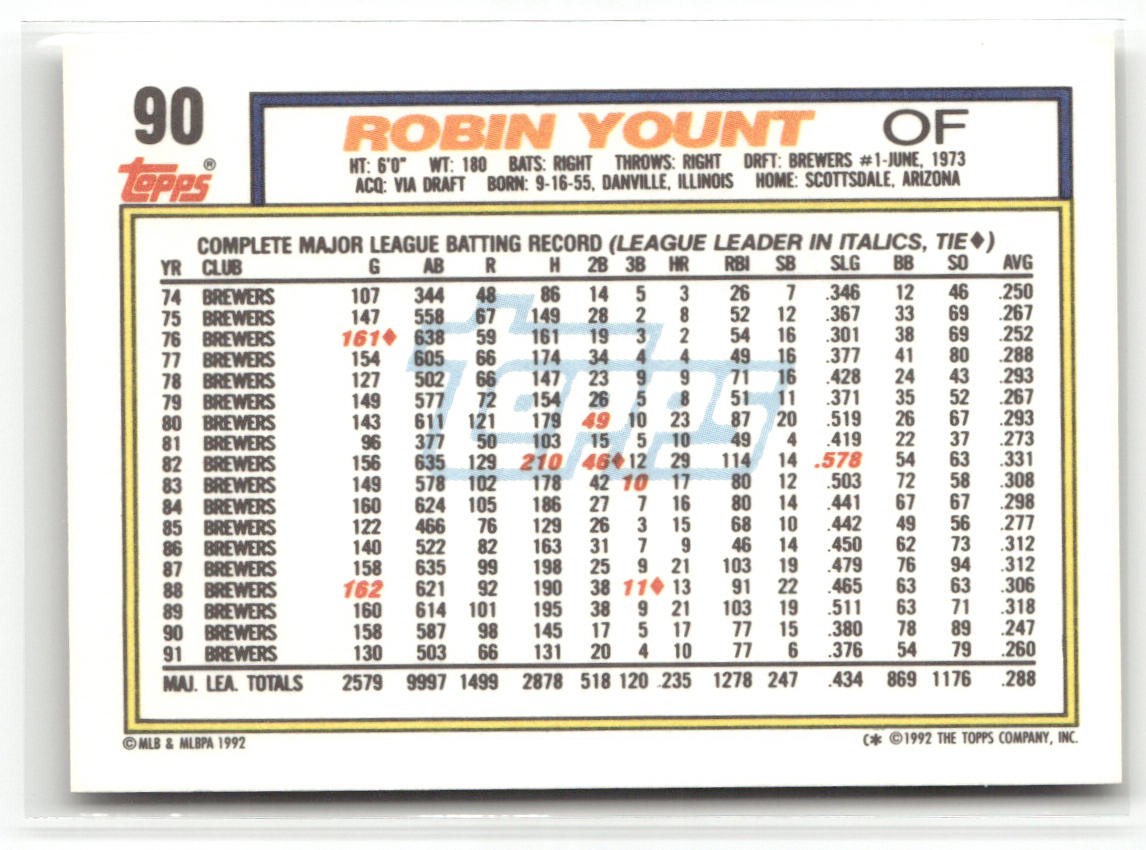 90 ROBIN YOUNT OF
Topps®
HT: 6'0" WT: 180 BATS: RIGHT THROWS: RIGHT DRFT: BREWERS #1-JUNE, 1973
ACQ: VIA DRAFT BORN: 9-16-55, DANVILLE, ILLINOIS HOME: SCOTTSDALE, ARIZONA
COMPLETE MAJOR LEAGUE BATTING RECORD (LEAGUE LEADER IN ITALICS, TIE♦)
YR CLUB G AB R H 2B 3B HR RBI SB SLG BB SO AVG
74 BREWERS 107 344 48 86 14 5 3 26 7 .346 12 46 .250
75 BREWERS 147 558 67 149 28 2 8 52 12 .367 33 69 .267
76 BREWERS 161♦ 638 59 161 19 3 2 54 16 .301 38 69 .252
77 BREWERS 154 605 66 174 34 4 4 49 16 .377 41 80 .288
78 BREWERS 127 502 66 147 23 9 9 71 16 .428 24 43 .293
79 BREWERS 149 577 72 154 26 5 8 51 11 .371 35 52 .267
80 BREWERS 143 611 121 179 49 10 23 87 20 .519 26 67 .293
81 BREWERS 96 377 50 103 15 5 10 49 4 .419 22 37 .273
82 BREWERS 156 635 129 210 46♦ 12 29 114 14 .578 54 63 .331
83 BREWERS 149 578 102 178 42 10 17 80 12 .503 72 58 .308
84 BREWERS 160 624 105 186 27 7 16 80 14 .441 67 67 .298
85 BREWERS 122 466 76 129 26 3 15 68 10 .442 49 56 .277
86 BREWERS 140 522 82 163 31 7 9 46 14 .450 62 73 .312
87 BREWERS 158 635 99 198 25 9 21 103 19 .479 76 94 .312
88 BREWERS 162 621 92 190 38 11♦ 13 91 22 .465 63 63 .306
89 BREWERS 160 614 101 195 38 9 21 103 19 .511 63 71 .318
90 BREWERS 158 587 98 145 17 5 17 77 15 .380 78 89 .247
91 BREWERS 130 503 66 131 20 4 10 77 6 .376 54 79 .260
MAJ. LEA. TOTALS 2579 9997 1499 2878 518 120 .235 1278 247 .434 869 1176 .288
©MLB & MLBPA 1992 (* ©1992 THE TOPPS COMPANY, INC.